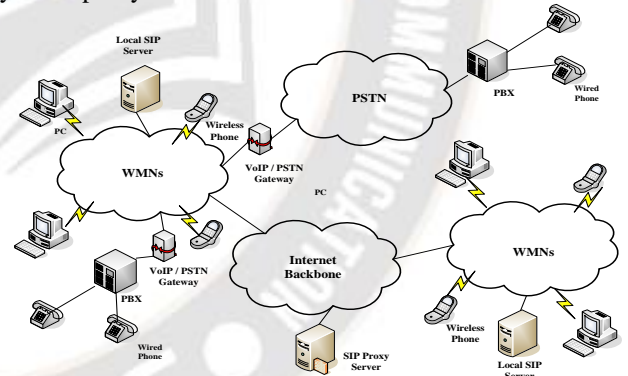 Local SIP
Server
PSTN
PBX
Wired
Phone
PC
Wireless
Phone
WMNs
VoIP / PSTN
Gateway
PC
Internet
Backbone
WMNs
VoIP / PSTN
Gateway
PBX
Wired
Phone
SIP Proxy
Server
Wireless
Phone
Local SIP
Server